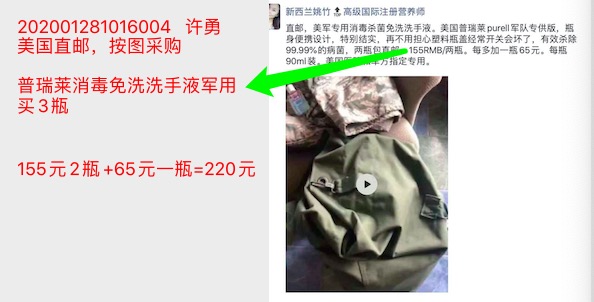 202001281016004 许勇
美国直邮，按图采购
普瑞莱消毒免洗洗手液军用
买3瓶
155元2瓶+65元一瓶=220元
新西兰姚竹 高级国际注册营养师
直邮，美军专用消毒杀菌免洗洗手液。美国普瑞莱purell军队专供版，瓶
身便携设计，特别结实，再不用担心塑料瓶盖经常开关会坏了，有效杀除
99.99%的病菌，两瓶包直邮 155RMB/两瓶。每多加一瓶65元。每瓶
90ml装。美国
方指定专用。